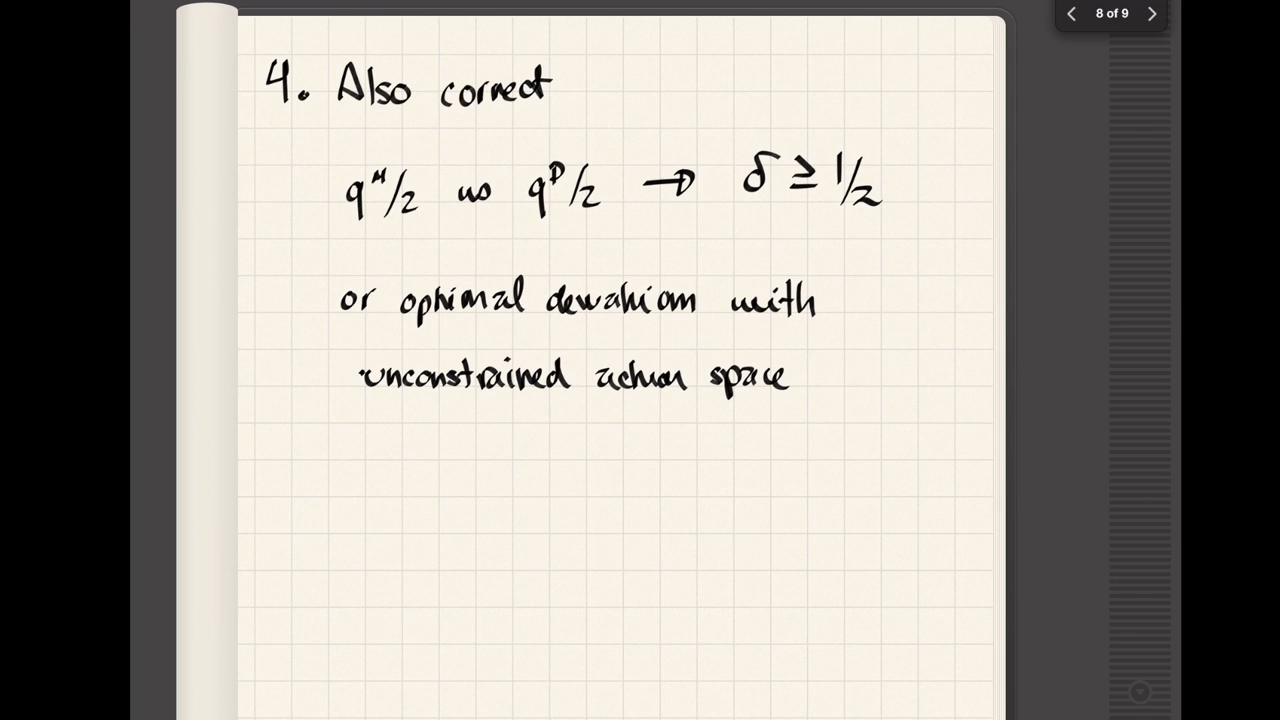 8 of 9
4. Also correct
q^M/2 vs q^D/2 → δ ≥ 1/2
or optimal deviation with
unconstrained action space